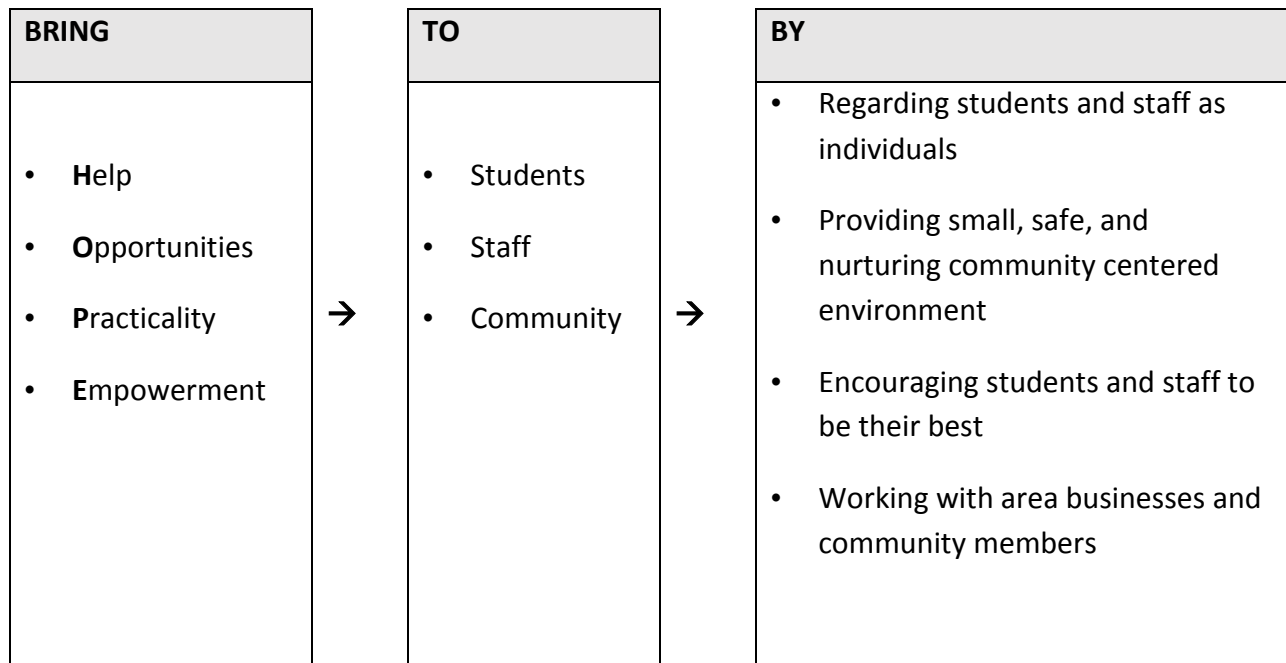 BRING
• Help
• Opportunities
• Practicality
• Empowerment
→
TO
• Students
• Staff
• Community
→
BY
• Regarding students and staff as
individuals
• Providing small, safe, and
nurturing community centered
environment
• Encouraging students and staff to
be their best
• Working with area businesses and
community members